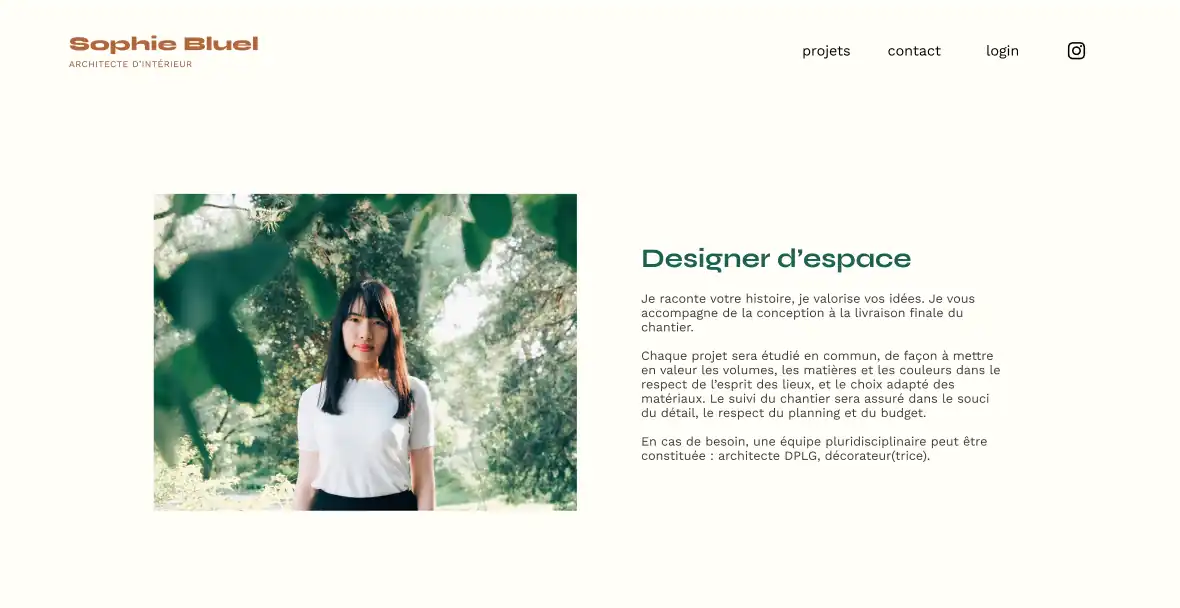 Sophie Bluel
ARCHITECTE D'INTÉRIEUR
projets contact login
Designer d'espace
Je raconte votre histoire, je valorise vos idées. Je vous
accompagne de la conception à la livraison finale du
chantier.
Chaque projet sera étudié en commun, de façon à mettre
en valeur les volumes, les matières et les couleurs dans le
respect de l'esprit des lieux, et le choix adapté des
matériaux. Le suivi du chantier sera assuré dans le souci
du détail, le respect du planning et du budget.
En cas de besoin, une équipe pluridisciplinaire peut être
constituée : architecte DPLG, décorateur(trice).